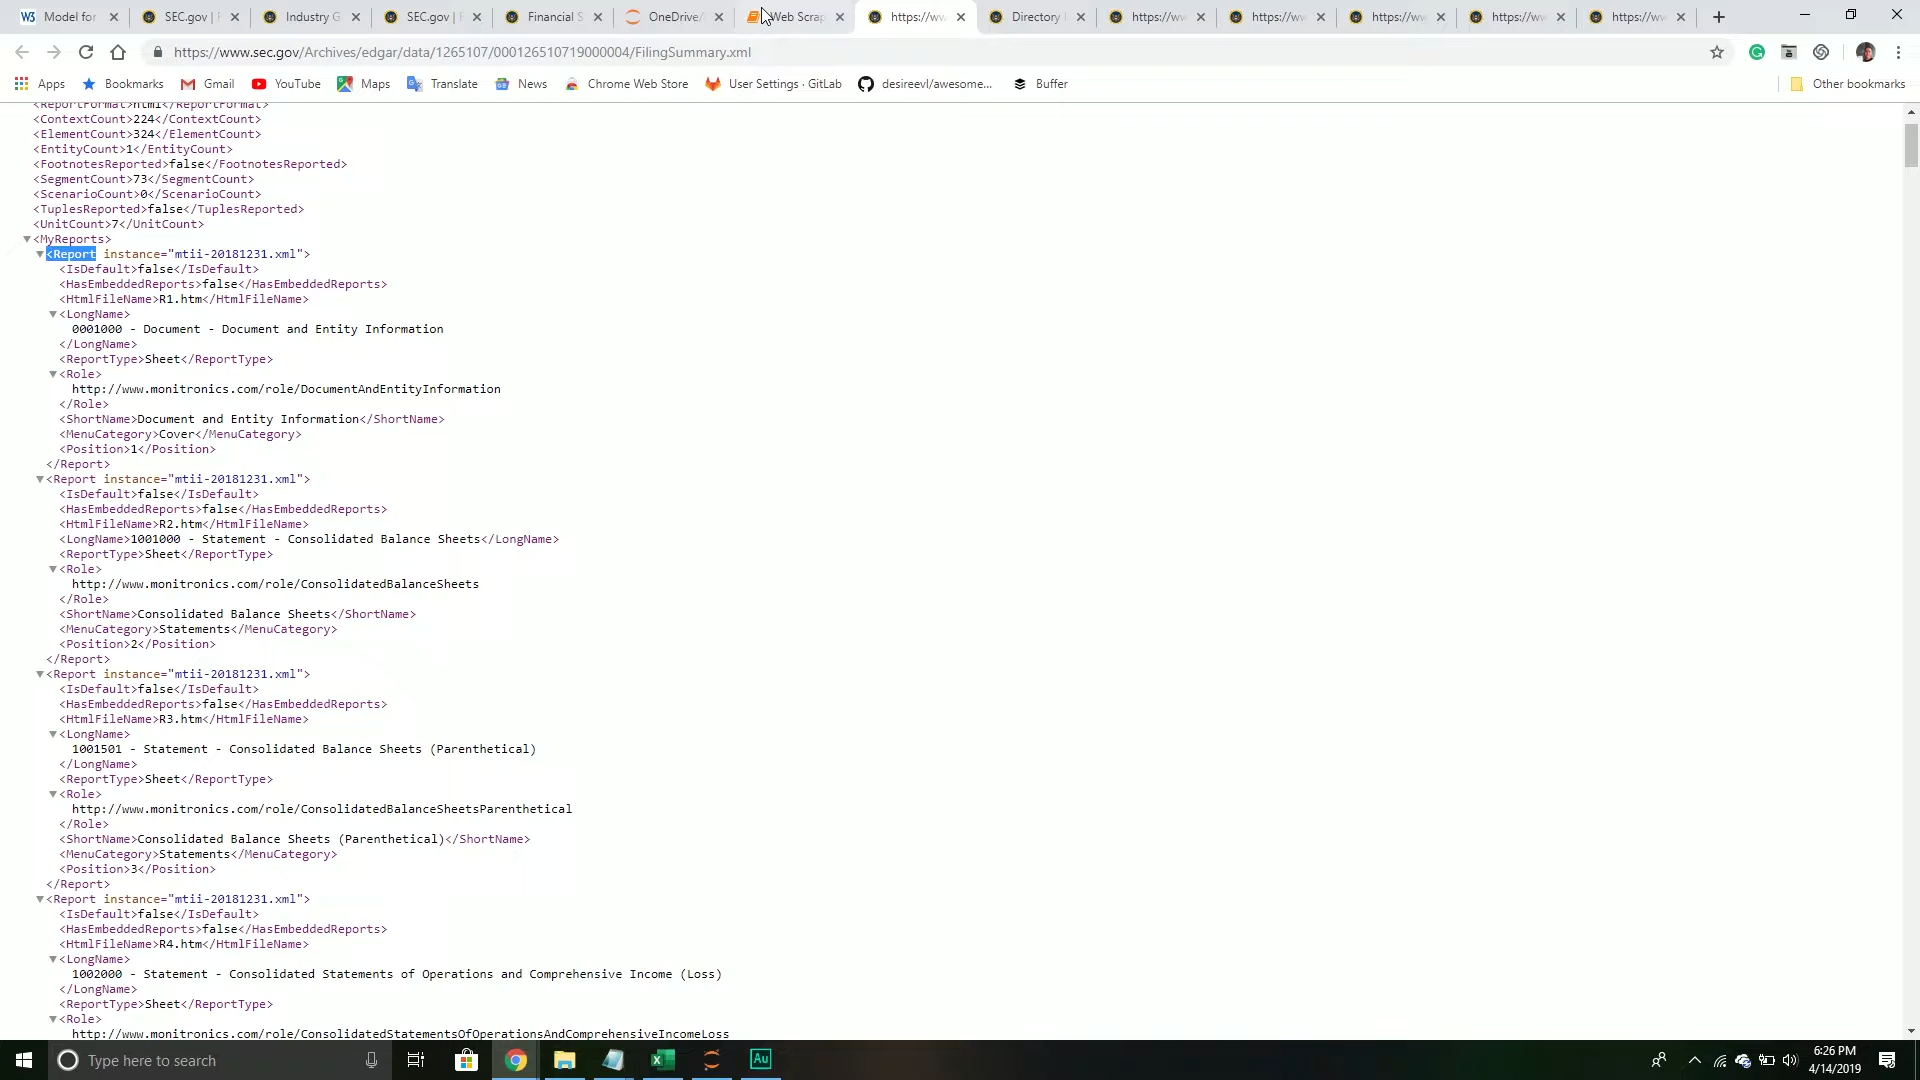 Model for
SEC.gov | F
Industry G
SEC.gov | F
Financial S
OneDrive/
Web Scrap
https://ww
Directory
https://ww
https://ww
https://ww
https://ww
https://ww
https://www.sec.gov/Archives/edgar/data/1265107/000126510719000004/FilingSummary.xml
Apps Bookmarks Gmail YouTube Maps Translate News Chrome Web Store User Settings · GitLab desireevl/awesome... Buffer Other bookmarks
<ReportFormat>html</ReportFormat>
<ContextCount>224</ContextCount>
<ElementCount>324</ElementCount>
<EntityCount>1</EntityCount>
<FootnotesReported>false</FootnotesReported>
<SegmentCount>73</SegmentCount>
<ScenarioCount>0</ScenarioCount>
<TuplesReported>false</TuplesReported>
<UnitCount>7</UnitCount>
<MyReports>
<Report instance="mtii-20181231.xml">
<IsDefault>false</IsDefault>
<HasEmbeddedReports>false</HasEmbeddedReports>
<HtmlFileName>R1.htm</HtmlFileName>
<LongName>
0001000 - Document - Document and Entity Information
</LongName>
<ReportType>Sheet</ReportType>
<Role>
http://www.monitronics.com/role/DocumentAndEntityInformation
</Role>
<ShortName>Document and Entity Information</ShortName>
<MenuCategory>Cover</MenuCategory>
<Position>1</Position>
</Report>
<Report instance="mtii-20181231.xml">
<IsDefault>false</IsDefault>
<HasEmbeddedReports>false</HasEmbeddedReports>
<HtmlFileName>R2.htm</HtmlFileName>
<LongName>1001000 - Statement - Consolidated Balance Sheets</LongName>
<ReportType>Sheet</ReportType>
<Role>
http://www.monitronics.com/role/ConsolidatedBalanceSheets
</Role>
<ShortName>Consolidated Balance Sheets</ShortName>
<MenuCategory>Statements</MenuCategory>
<Position>2</Position>
</Report>
<Report instance="mtii-20181231.xml">
<IsDefault>false</IsDefault>
<HasEmbeddedReports>false</HasEmbeddedReports>
<HtmlFileName>R3.htm</HtmlFileName>
<LongName>
1001501 - Statement - Consolidated Balance Sheets (Parenthetical)
</LongName>
<ReportType>Sheet</ReportType>
<Role>
http://www.monitronics.com/role/ConsolidatedBalanceSheetsParenthetical
</Role>
<ShortName>Consolidated Balance Sheets (Parenthetical)</ShortName>
<MenuCategory>Statements</MenuCategory>
<Position>3</Position>
</Report>
<Report instance="mtii-20181231.xml">
<IsDefault>false</IsDefault>
<HasEmbeddedReports>false</HasEmbeddedReports>
<HtmlFileName>R4.htm</HtmlFileName>
<LongName>
1002000 - Statement - Consolidated Statements of Operations and Comprehensive Income (Loss)
</LongName>
<ReportType>Sheet</ReportType>
<Role>
http://www.monitronics.com/role/ConsolidatedStatementsOfOperationsAndComprehensiveIncomeLoss
Type here to search
Au
6:26 PM
4/14/2019